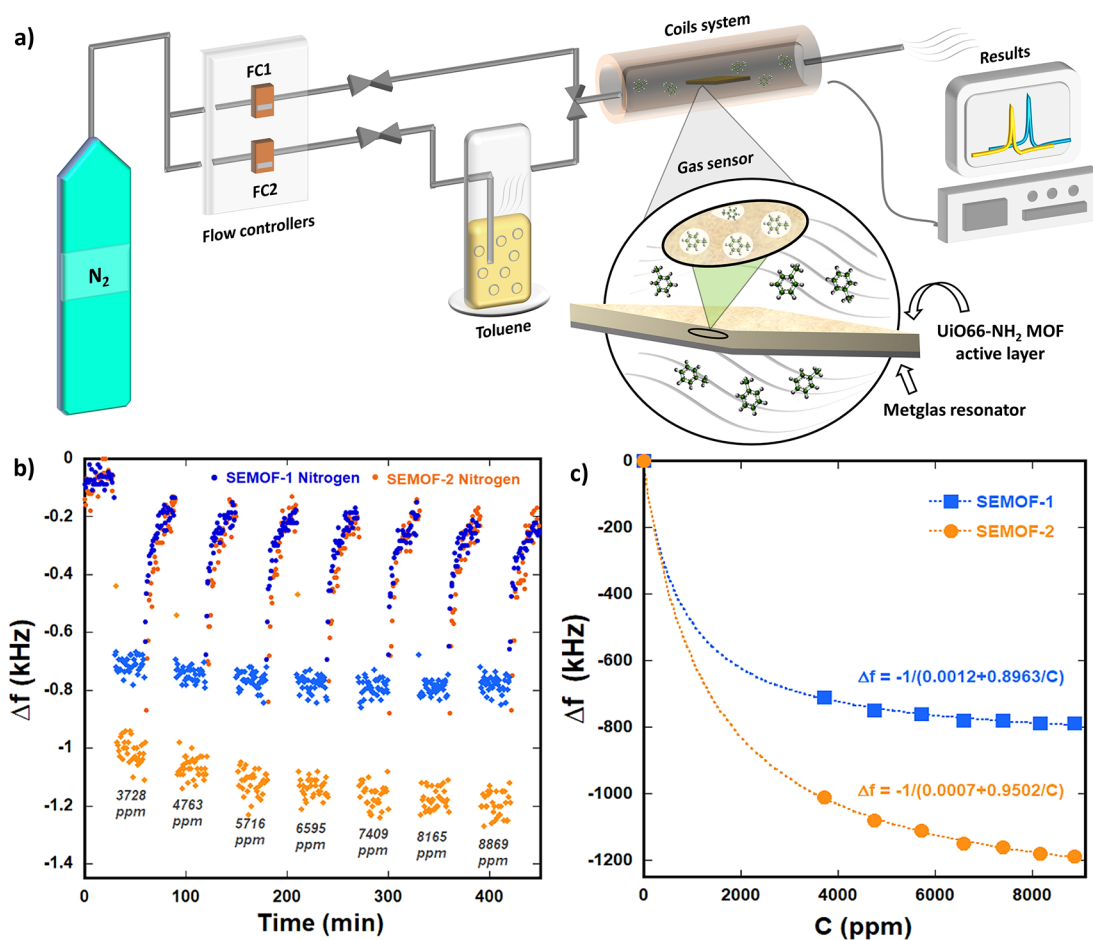 a)
Coils system
Results
FC1
FC2
Flow controllers
Gas sensor
N2
Toluene
UiO66-NH2 MOF
active layer
Metglas resonator
b)
0
-0.2
-0.4
-0.6
-0.8
-1
-1.2
-1.4
Δf (kHz)
SEMOF-1 Nitrogen
SEMOF-2 Nitrogen
3728
ppm
4763
ppm
5716
ppm
6595
ppm
7409
ppm
8165
ppm
8869
ppm
0
100
200
300
400
Time (min)
c)
0
-200
-400
-600
-800
-1000
-1200
Δf (kHz)
SEMOF-1
SEMOF-2
Δf = -1/(0.0012+0.8963/C)
Δf = -1/(0.0007+0.9502/C)
0
2000
4000
6000
8000
C (ppm)